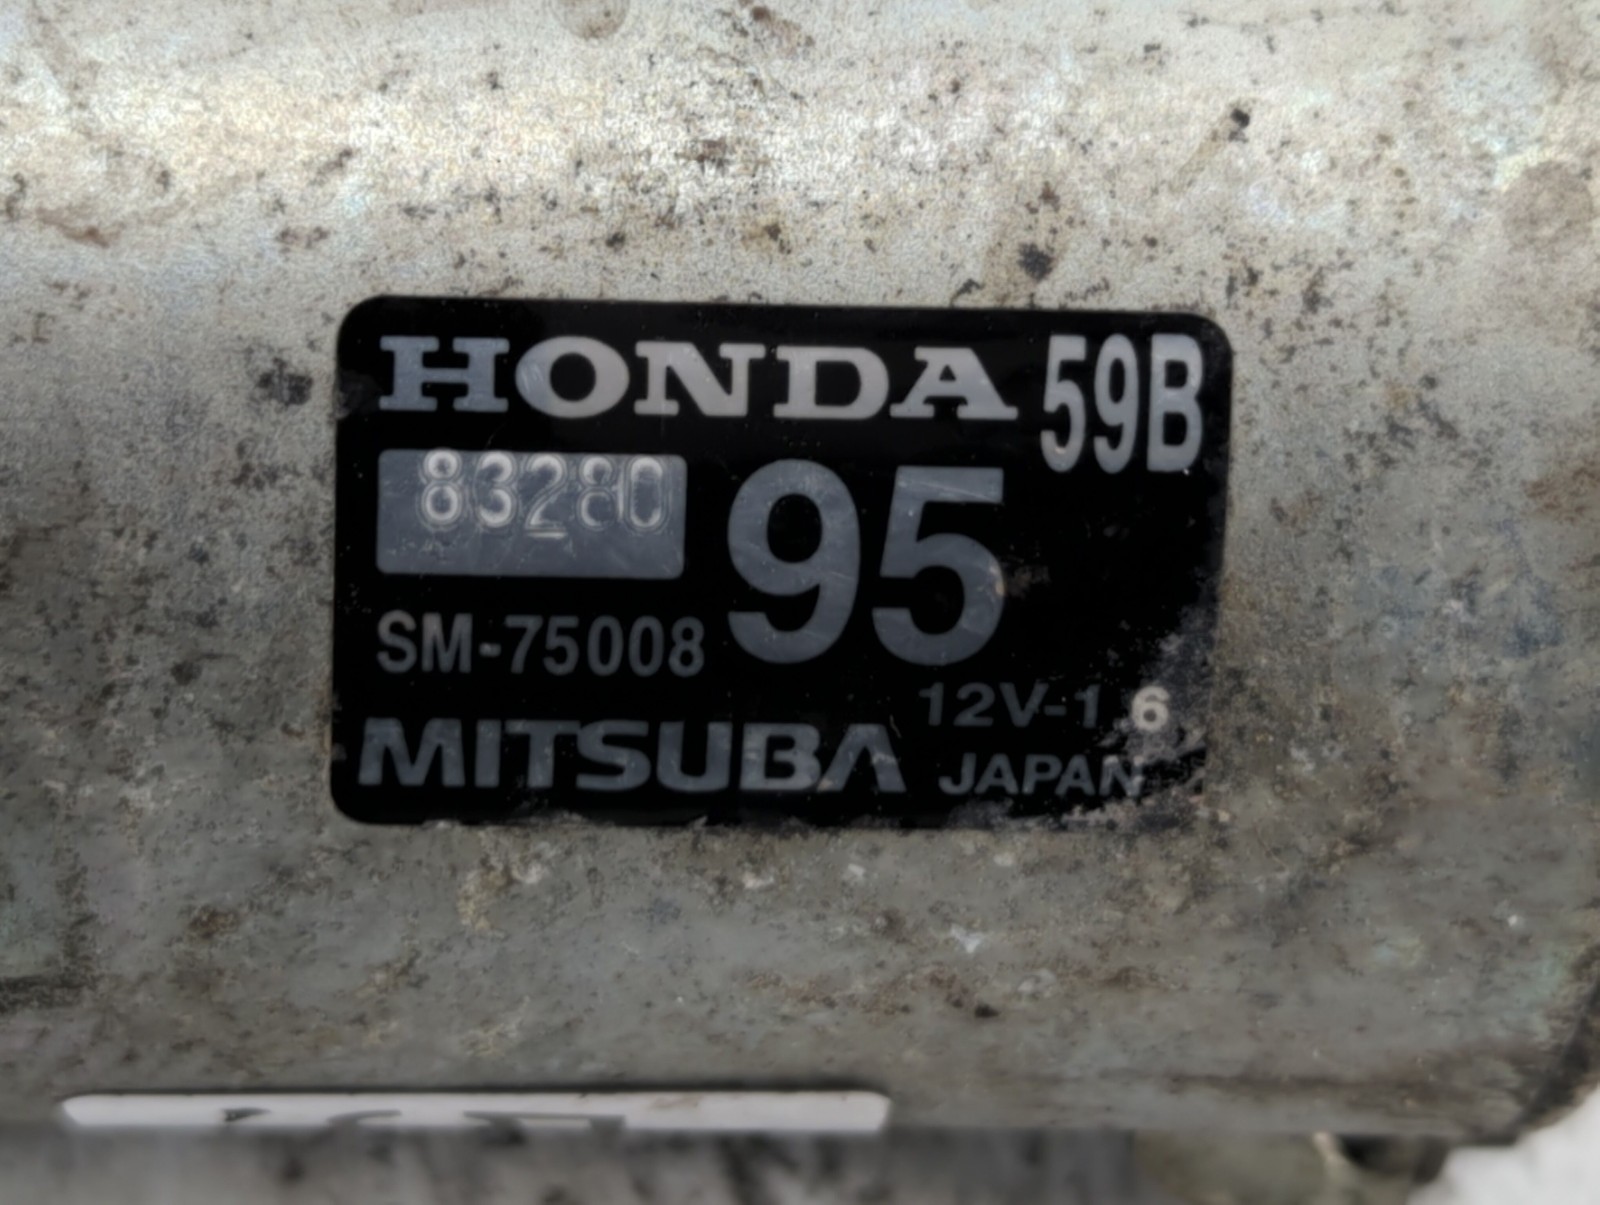 HONDA 59B
83280 95
SM-75008
12V-1.6
MITSUBA JAPAN